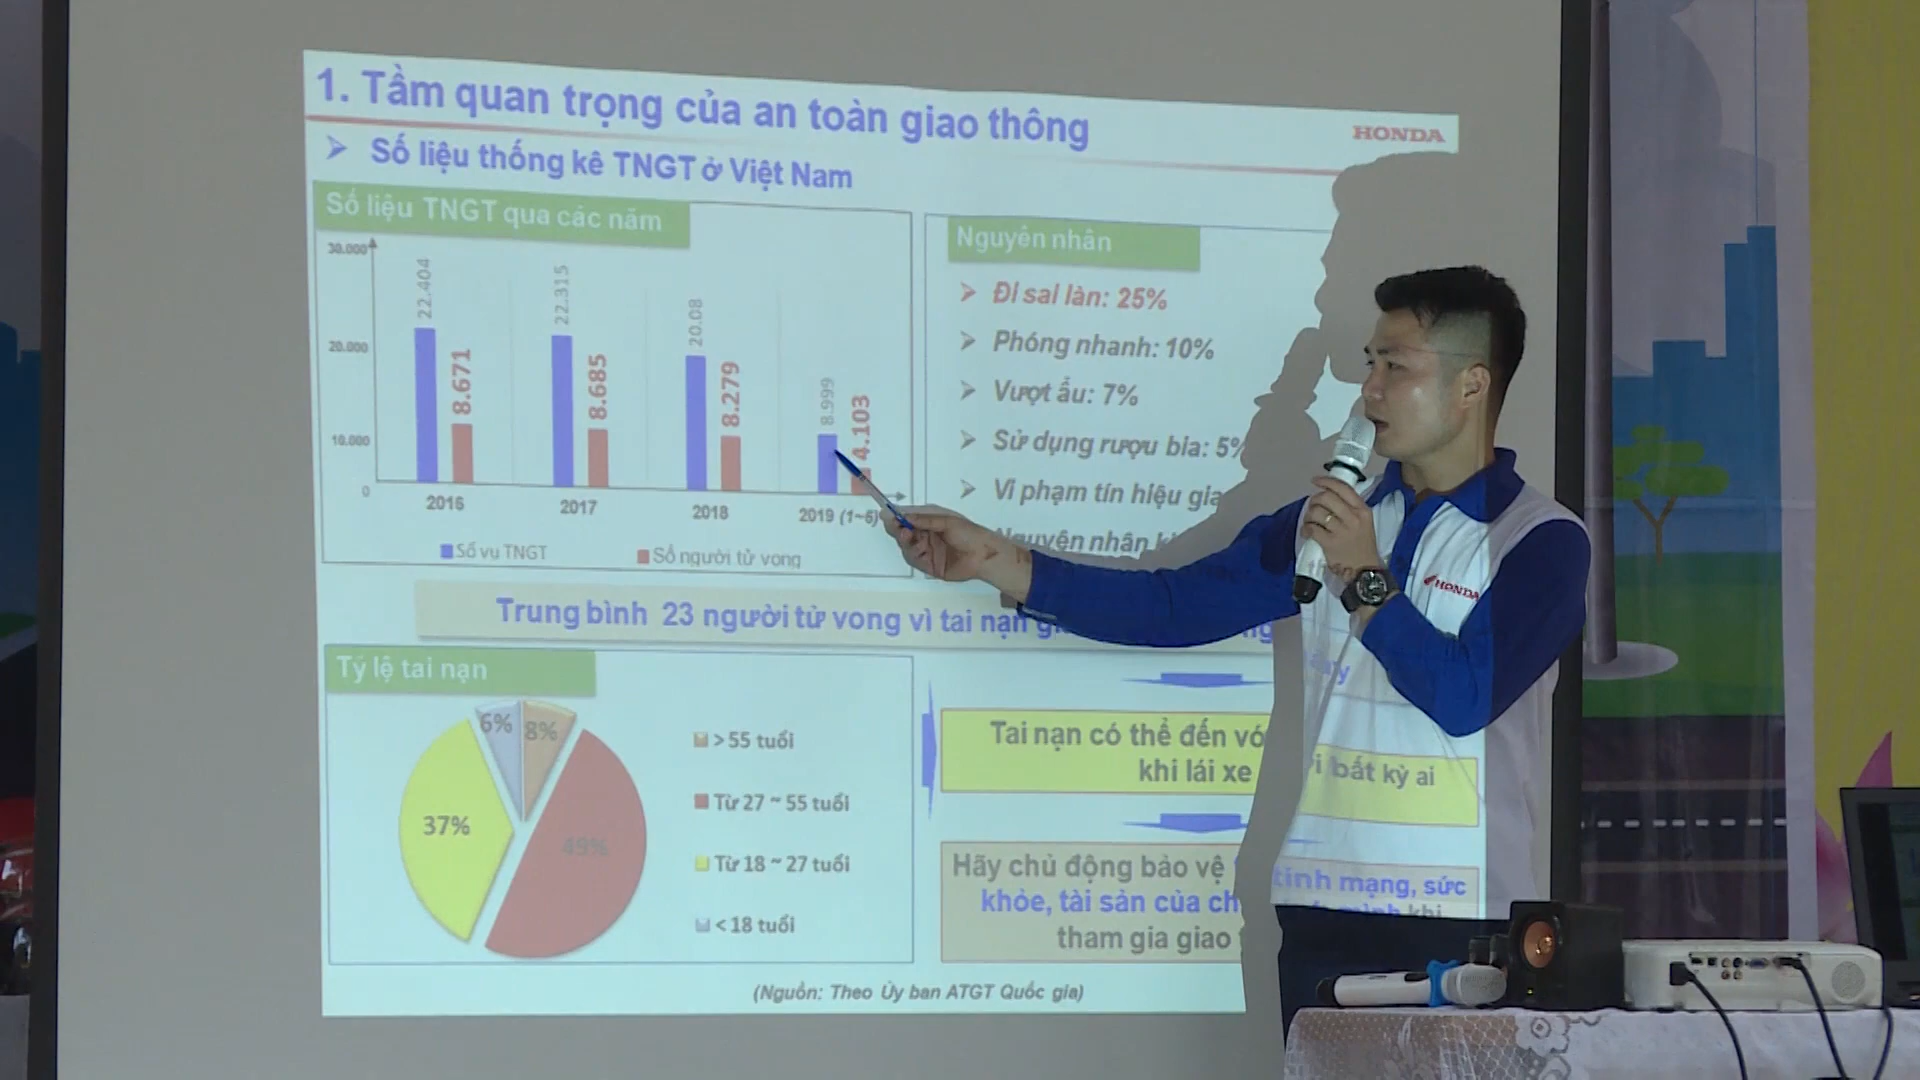 1. Tầm quan trọng của an toàn giao thông
HONDA
Số liệu thống kê TNGT ở Việt Nam
Số liệu TNGT qua các năm
30.000
20.000
10.000
0
22.404
8.671
22.315
8.685
20.08
8.279
8.999
4.103
2016
2017
2018
2019 (1~6)
Số vụ TNGT
Số người tử vong
Nguyên nhân
Đi sai làn: 25%
Phóng nhanh: 10%
Vượt ẩu: 7%
Sử dụng rượu bia: 5%
Vi phạm tín hiệu
Nguyên nhân
Trung bình 23 người tử vong vì tai nạn
Tỷ lệ tai nạn
6%
8%
37%
49%
> 55 tuổi
Từ 27 ~ 55 tuổi
Từ 18 ~ 27 tuổi
< 18 tuổi
Tai nạn có thể đến với bất kỳ ai
khi lái xe
Hãy chủ động bảo vệ tính mạng, sức
khỏe, tài sản của mình khi
tham gia giao
(Nguồn: Theo Ủy ban ATGT Quốc gia)
HONDA